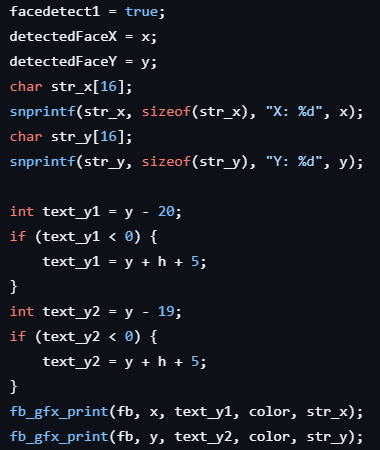 facedetect1 = true;
detectedFaceX = x;
detectedFaceY = y;
char str_x[16];
snprintf(str_x, sizeof(str_x), "X: %d", x);
char str_y[16];
snprintf(str_y, sizeof(str_y), "Y: %d", y);

int text_y1 = y - 20;
if (text_y1 < 0) {
    text_y1 = y + h + 5;
}
int text_y2 = y - 19;
if (text_y2 < 0) {
    text_y2 = y + h + 5;
}
fb_gfx_print(fb, x, text_y1, color, str_x);
fb_gfx_print(fb, y, text_y2, color, str_y);